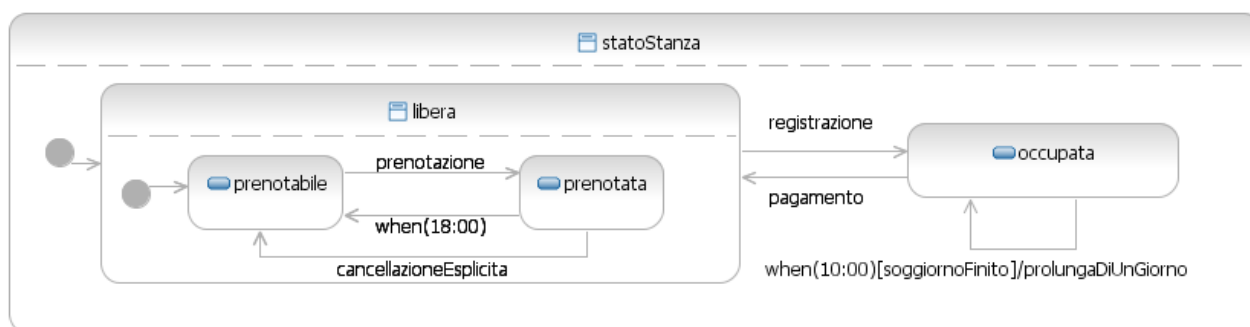 statoStanza
libera
registrazione
prenotazione
occupata
prenotabile
prenotata
pagamento
when(18:00)
cancellazioneEsplicita
when(10:00)[soggiornoFinito]/prolungaDiUnGiorno